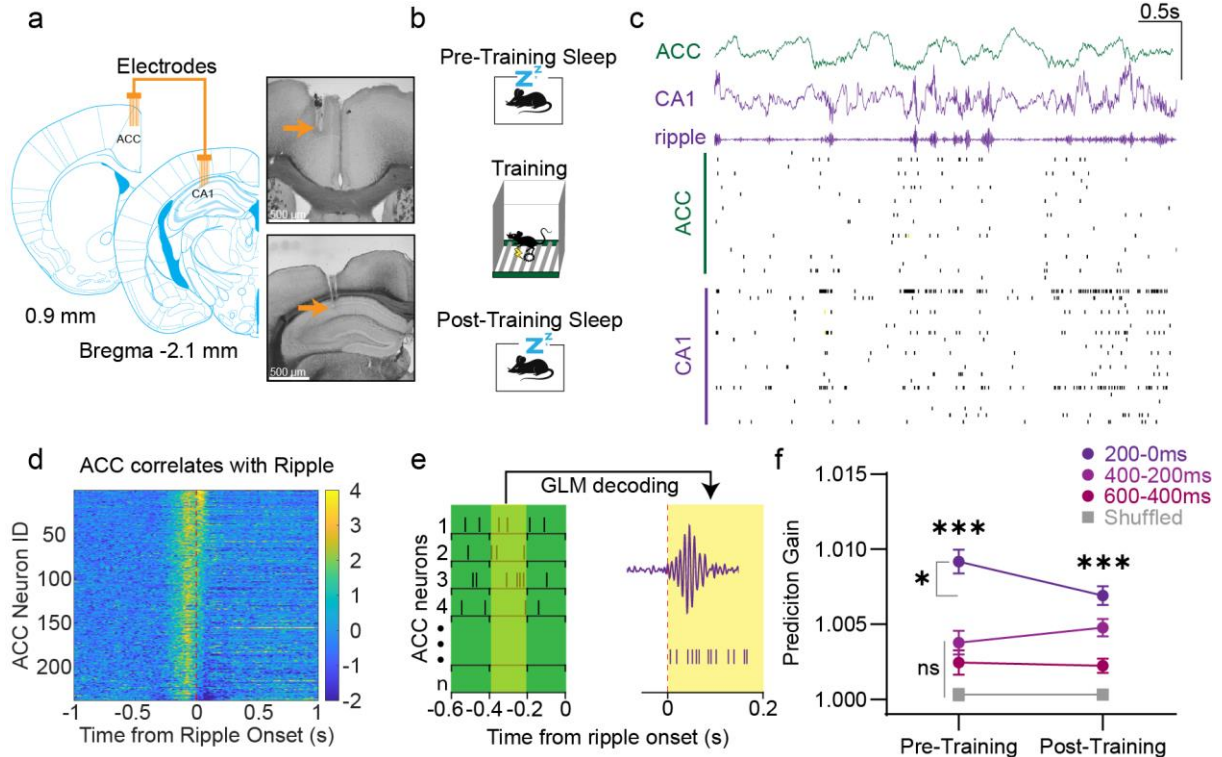 a
Electrodes
ACC
CA1
0.9 mm
Bregma -2.1 mm
500 µm
500 µm
b
Pre-Training Sleep
zz
Training
Post-Training Sleep
zz
c
0.5s
ACC
CA1
ripple
ACC
CA1
d
ACC correlates with Ripple
ACC Neuron ID
50
100
150
200
-1
-0.5
0
0.5
1
Time from Ripple Onset (s)
4
3
2
1
0
-1
-2
e
GLM decoding
ACC neurons
1
2
3
4
n
-0.6
-0.4
-0.2
0
0
0.2
Time from ripple onset (s)
f
200-0ms
400-200ms
600-400ms
Shuffled
Prediciton Gain
1.015
1.010
1.005
1.000
***
*
***
ns
Pre-Training
Post-Training